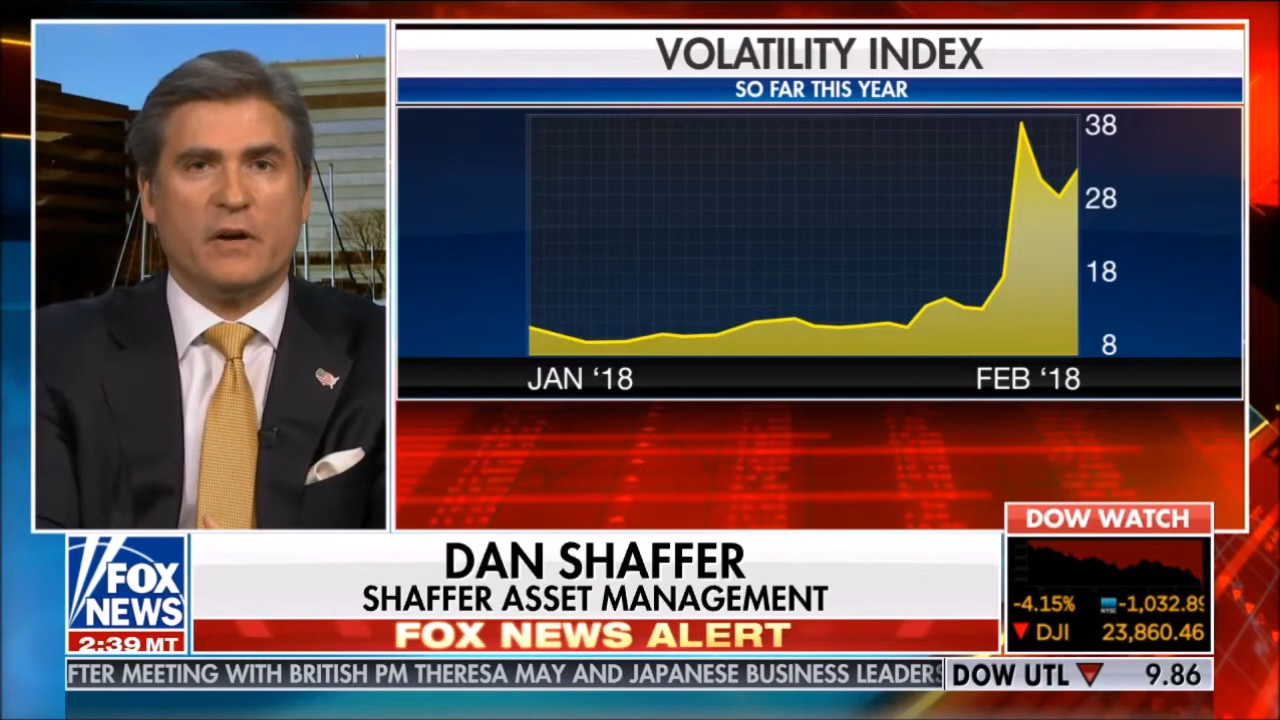 VOLATILITY INDEX
SO FAR THIS YEAR
38
28
18
8
JAN '18
FEB '18
DOW WATCH
-4.15% NYSE -1,032.89
DJI 23,860.46
DAN SHAFFER
SHAFFER ASSET MANAGEMENT
FOX NEWS ALERT
FOX
NEWS
2:39 MT
FTER MEETING WITH BRITISH PM THERESA MAY AND JAPANESE BUSINESS LEADERS
DOW UTL 9.86